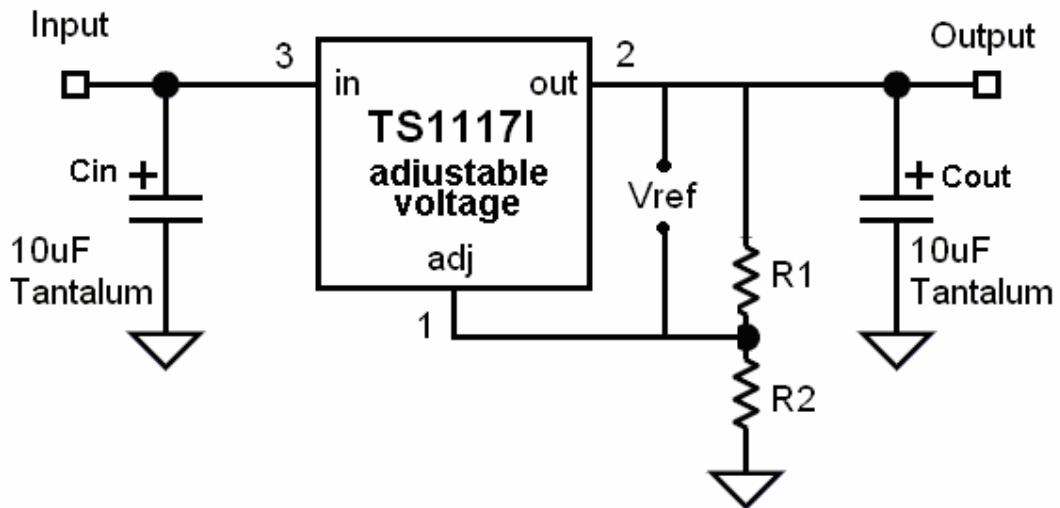 Input
Output
3
2
in
out
TS1117I
adjustable
voltage
adj
1
Cin +
10uF
Tantalum
Vref
R1
R2
+ Cout
10uF
Tantalum